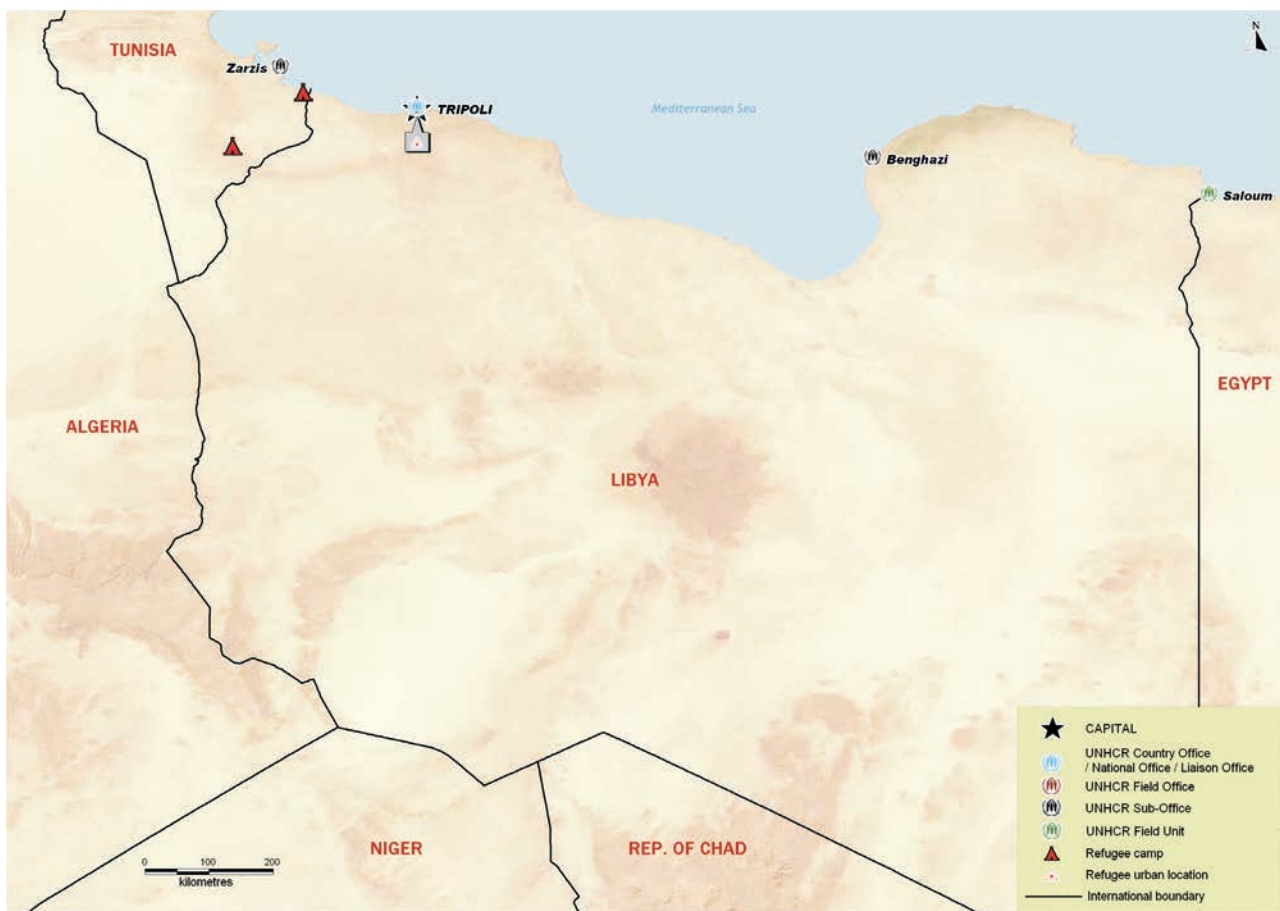 N
TUNISIA
Zarzis
TRIPOLI
Mediterranean Sea
Benghazi
Saloum
EGYPT
ALGERIA
LIBYA
NIGER
REP. OF CHAD
0 100 200
kilometres
CAPITAL
UNHCR Country Office
/ National Office / Liaison Office
UNHCR Field Office
UNHCR Sub-Office
UNHCR Field Unit
Refugee camp
Refugee urban location
International boundary